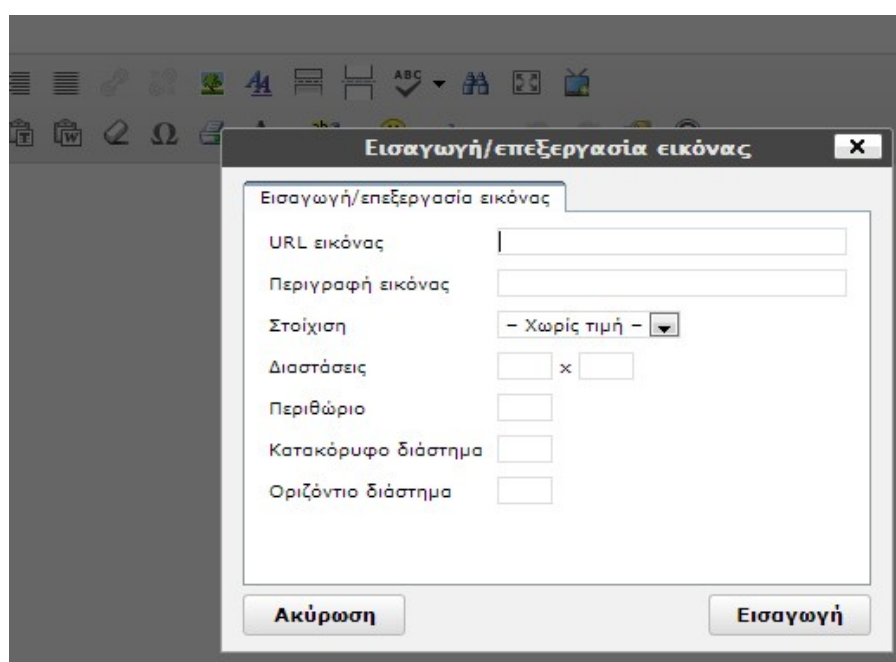 ABC
Εισαγωγή/επεξεργασία εικόνας
Εισαγωγή/επεξεργασία εικόνας
URL εικόνας
Περιγραφή εικόνας
Στοίχιση – Χωρίς τιμή –
Διαστάσεις x
Περιθώριο
Κατακόρυφο διάστημα
Οριζόντιο διάστημα
Ακύρωση Εισαγωγή